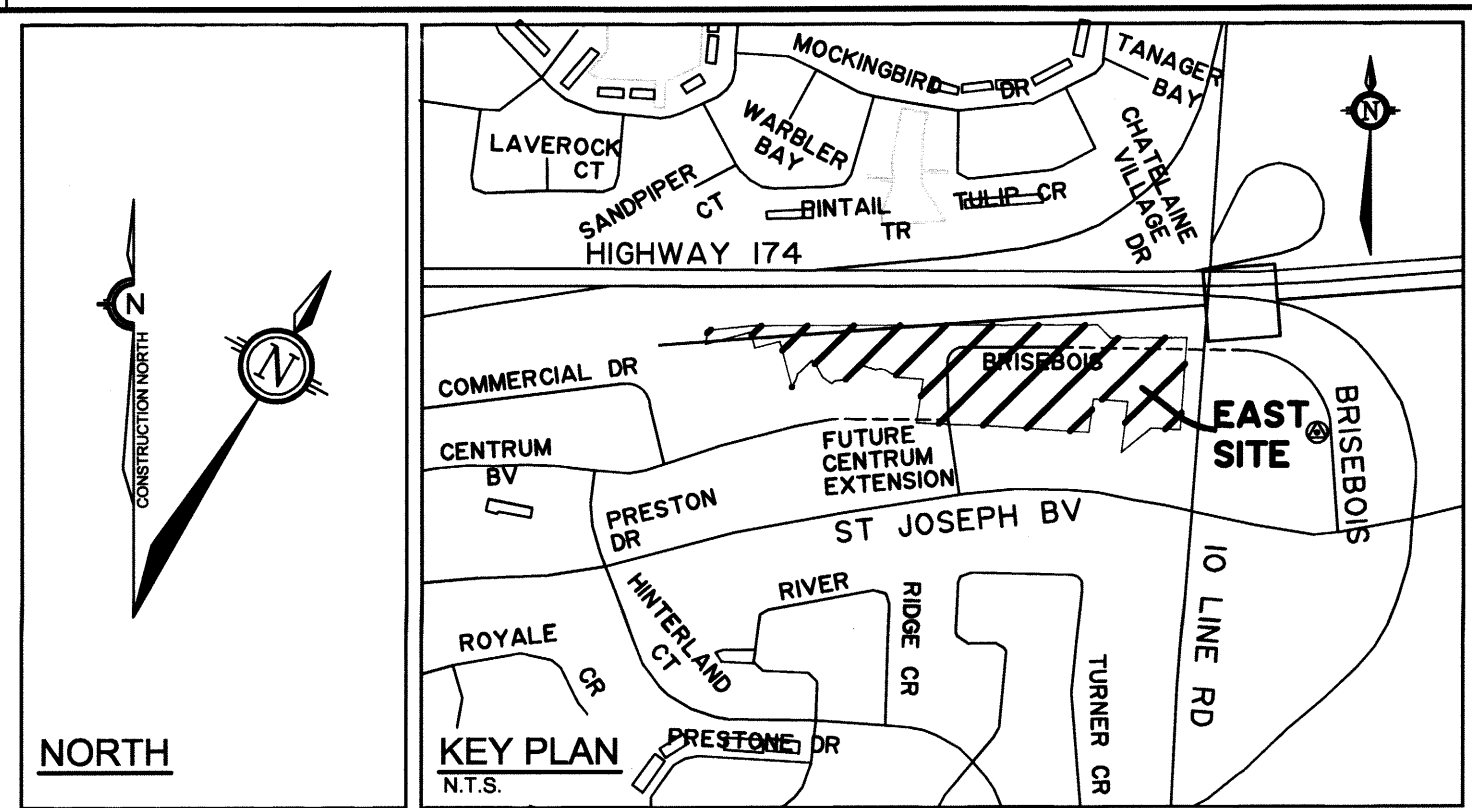 N
CONSTRUCTION NORTH
N
NORTH
MOCKINGBIRD DR
TANAGER
BAY
N
LAVEROCK
CT
WARBLER
BAY
CHATELAINE
VILLAGE
DR
SANDPIPER
CT
PINTAIL
TR
TULIP CR
HIGHWAY 174
COMMERCIAL DR
BRISEBOIS
BRISEBOIS
EAST
SITE
CENTRUM
BV
FUTURE
CENTRUM
EXTENSION
PRESTON
DR
ST JOSEPH BV
10 LINE RD
HINTERLAND
CT
RIVER
RIDGE CR
ROYALE
CR
TURNER CR
PRESTONE DR
KEY PLAN
N.T.S.